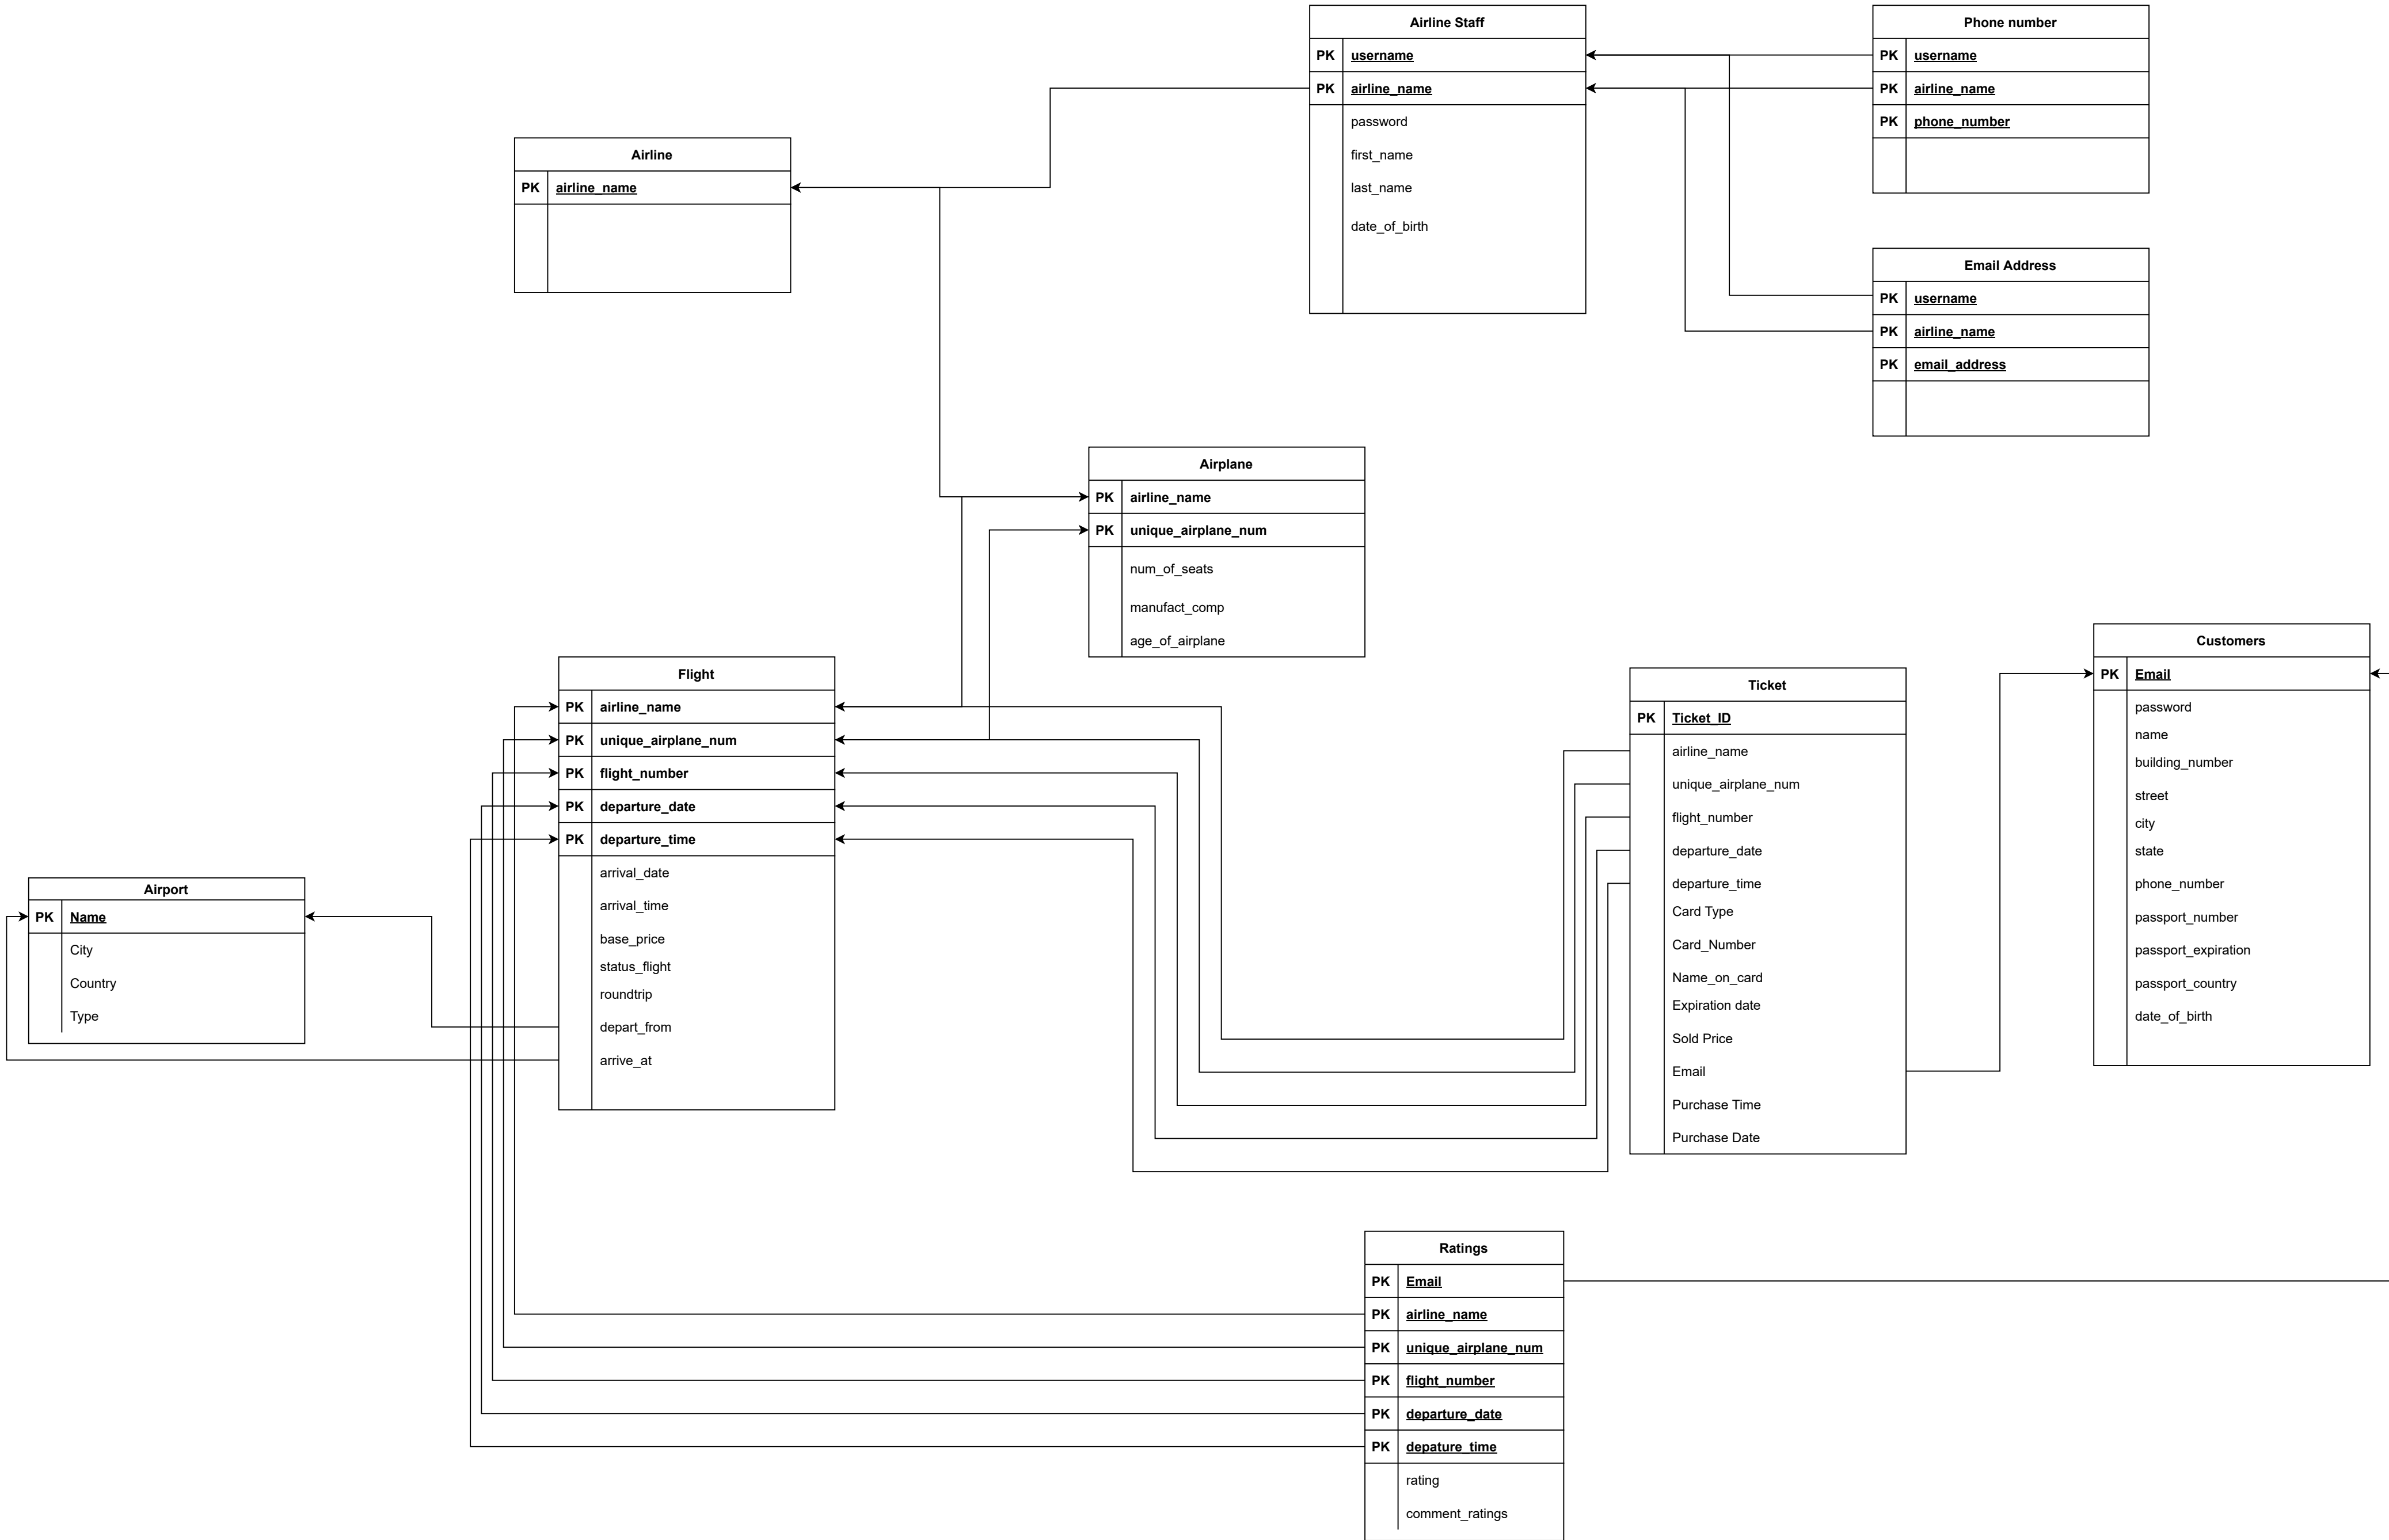 Airline Staff
PK username
PK airline_name
password
first_name
last_name
date_of_birth
Phone number
PK username
PK airline_name
PK phone_number
Airline
PK airline_name
Email Address
PK username
PK airline_name
PK email_address
Airplane
PK airline_name
PK unique_airplane_num
num_of_seats
manufact_comp
age_of_airplane
Flight
PK airline_name
PK unique_airplane_num
PK flight_number
PK departure_date
PK departure_time
arrival_date
arrival_time
base_price
status_flight
roundtrip
depart_from
arrive_at
Ticket
PK Ticket_ID
airline_name
unique_airplane_num
flight_number
departure_date
departure_time
Card Type
Card_Number
Name_on_card
Expiration date
Sold Price
Email
Purchase Time
Purchase Date
Customers
PK Email
password
name
building_number
street
city
state
phone_number
passport_number
passport_expiration
passport_country
date_of_birth
Airport
PK Name
City
Country
Type
Ratings
PK Email
PK airline_name
PK unique_airplane_num
PK flight_number
PK departure_date
PK depature_time
rating
comment_ratings